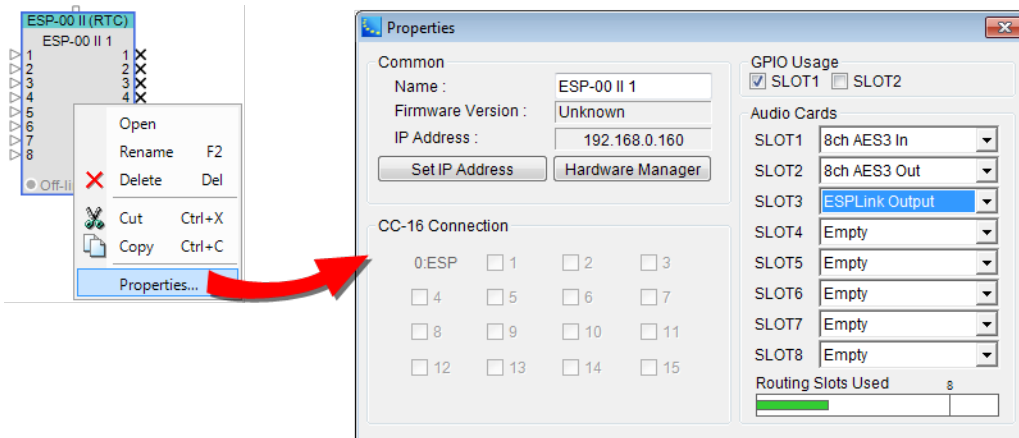 ESP-00 II (RTC)
ESP-00 II 1
1 1
2 2
3 3
4 4
5
6
7
8
Off-li
Open
Rename F2
Delete Del
Cut Ctrl+X
Copy Ctrl+C
Properties...
Properties
Common
Name : ESP-00 II 1
Firmware Version : Unknown
IP Address : 192.168.0.160
Set IP Address Hardware Manager
CC-16 Connection
0:ESP 1 2 3
4 5 6 7
8 9 10 11
12 13 14 15
GPIO Usage
SLOT1 SLOT2
Audio Cards
SLOT1 8ch AES3 In
SLOT2 8ch AES3 Out
SLOT3 ESPLink Output
SLOT4 Empty
SLOT5 Empty
SLOT6 Empty
SLOT7 Empty
SLOT8 Empty
Routing Slots Used 8